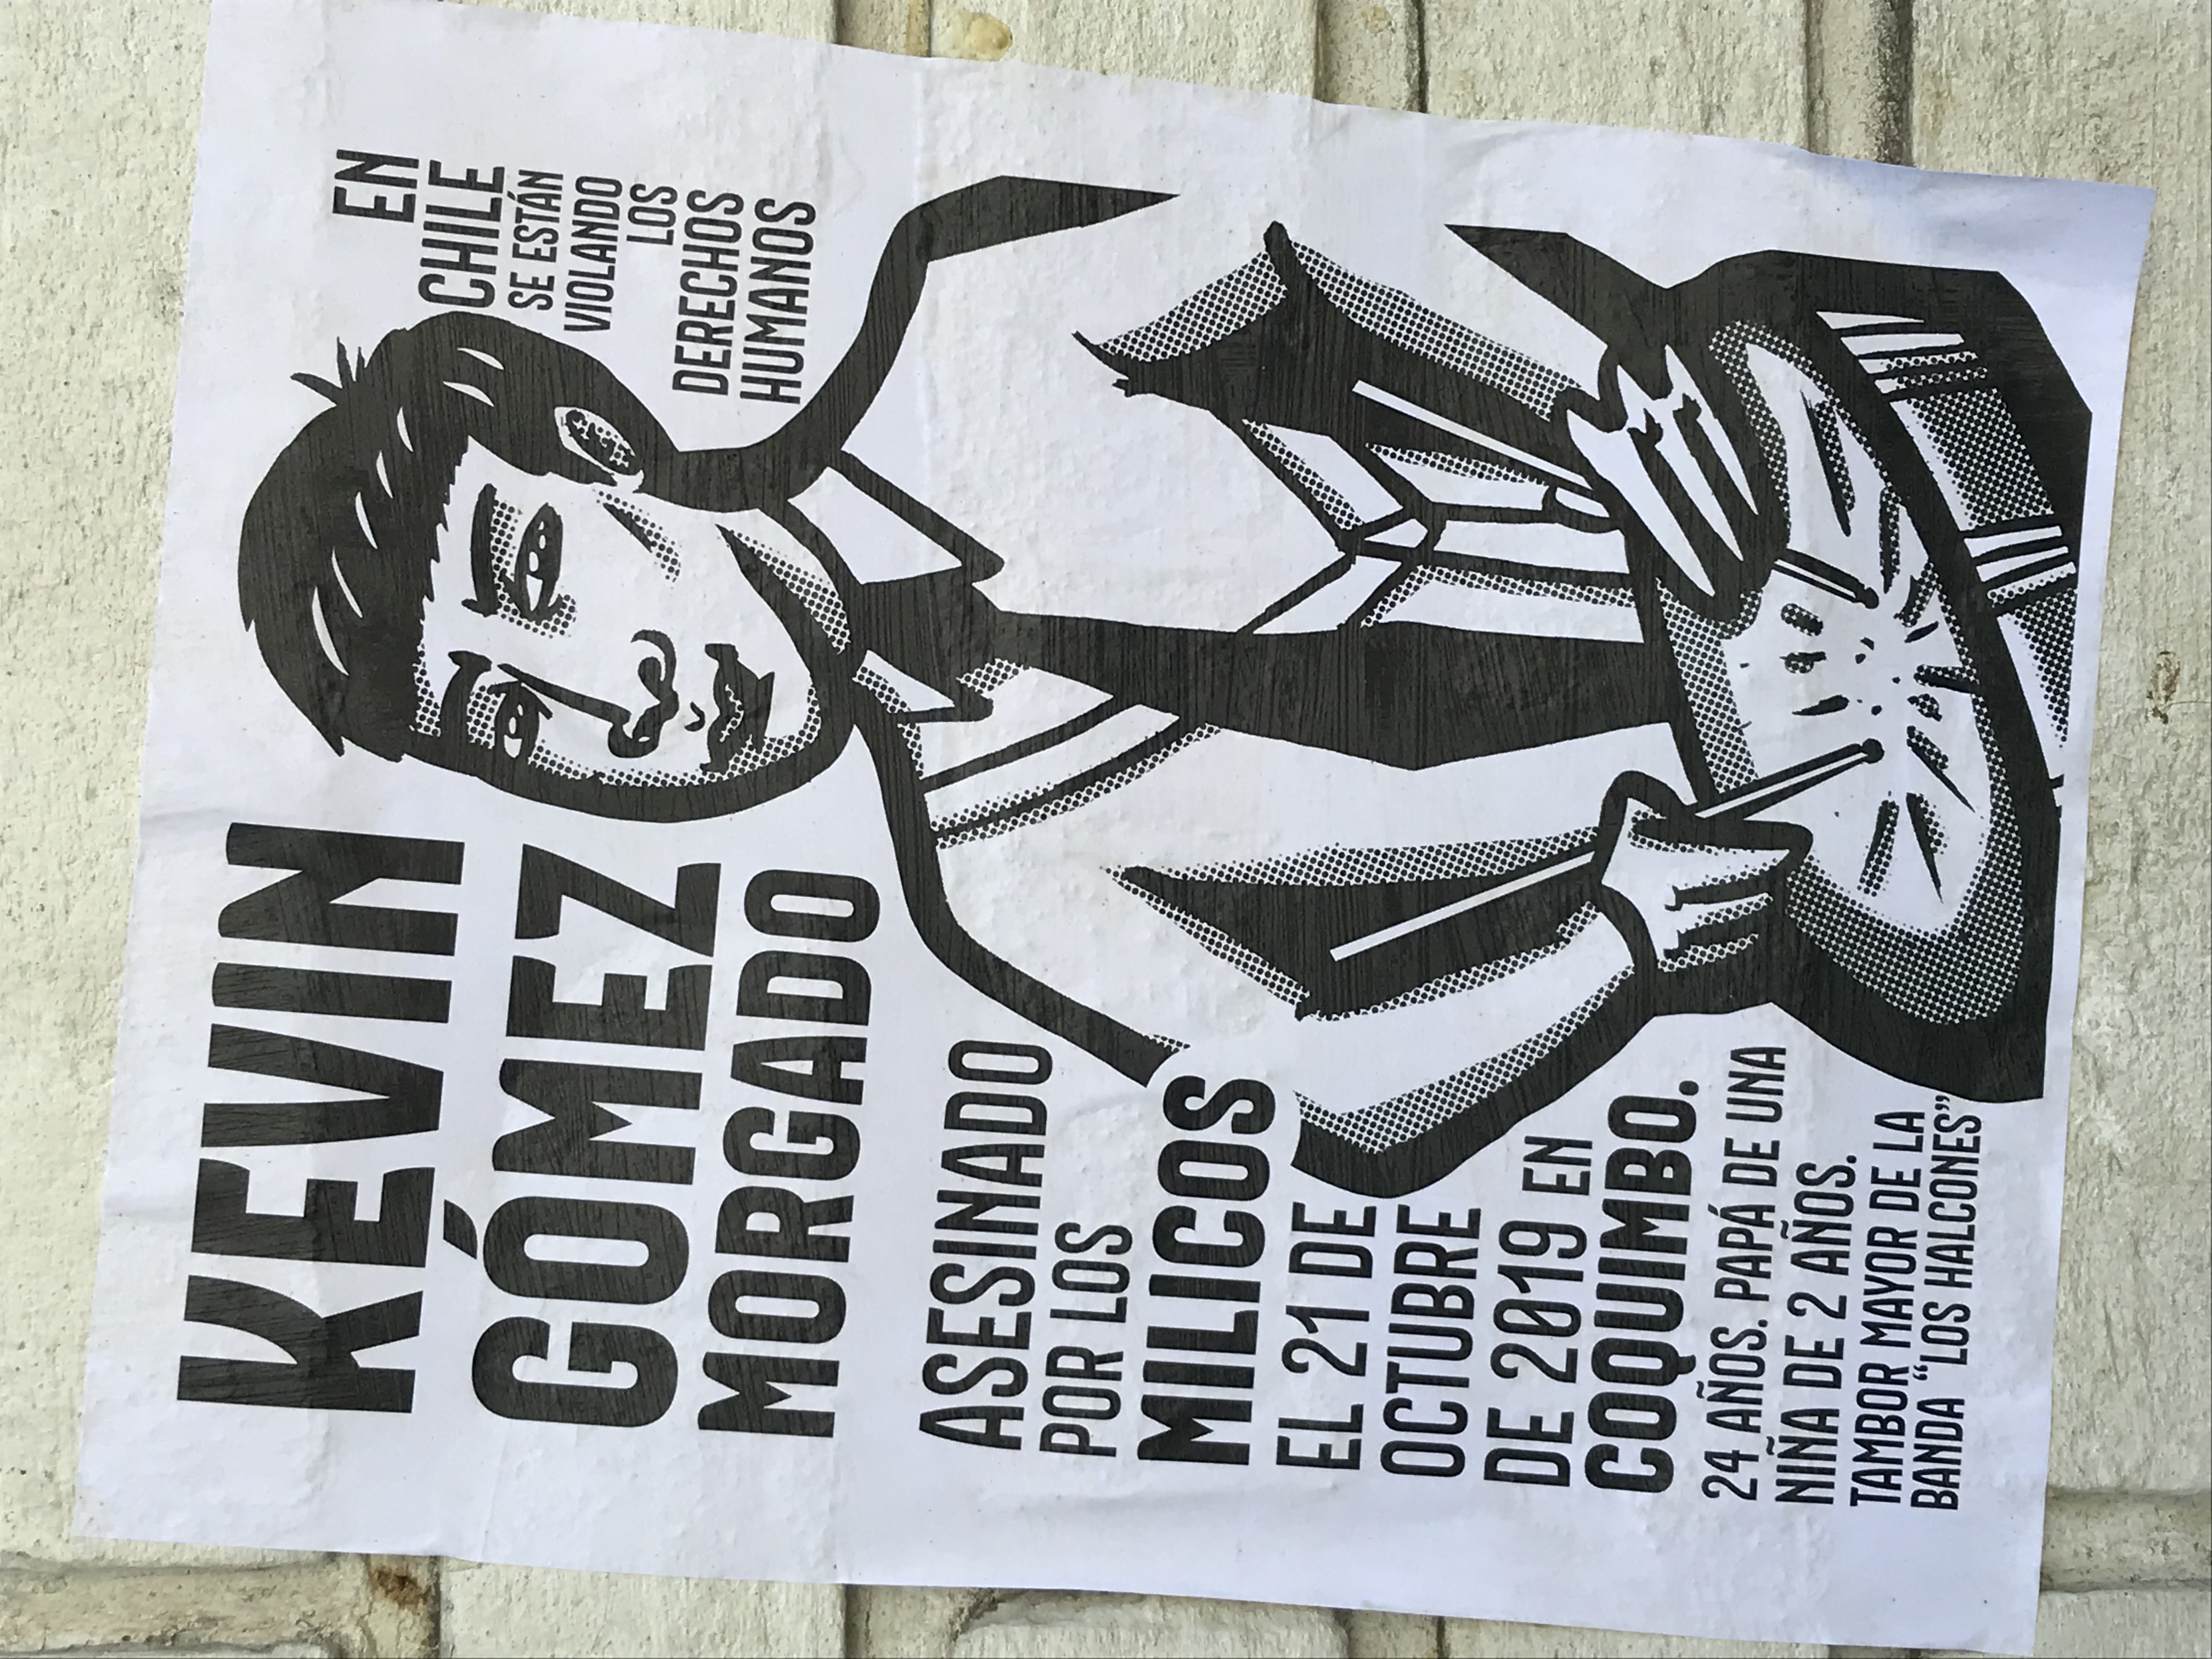 KEVIN
GÓMEZ
MORGADO
ASESINADO
POR LOS
MILICOS
EL 21 DE
OCTUBRE
DE 2019 EN
COQUIMBO.
24 AÑOS. PAPÁ DE UNA
NIÑA DE 2 AÑOS.
TAMBOR MAYOR DE LA
BANDA “LOS HALCONES”
EN
CHILE
SE ESTÁN
VIOLANDO
LOS
DERECHOS
HUMANOS